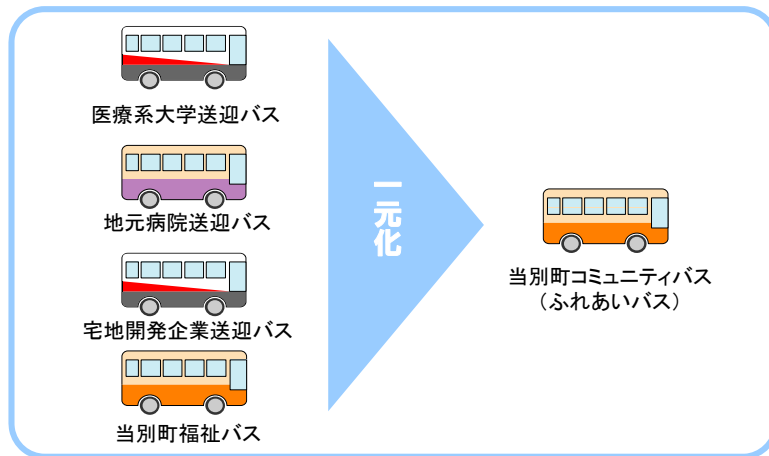 医療系大学送迎バス
地元病院送迎バス
宅地開発企業送迎バス
当別町福祉バス
一元化
当別町コミュニティバス
（ふれあいバス）